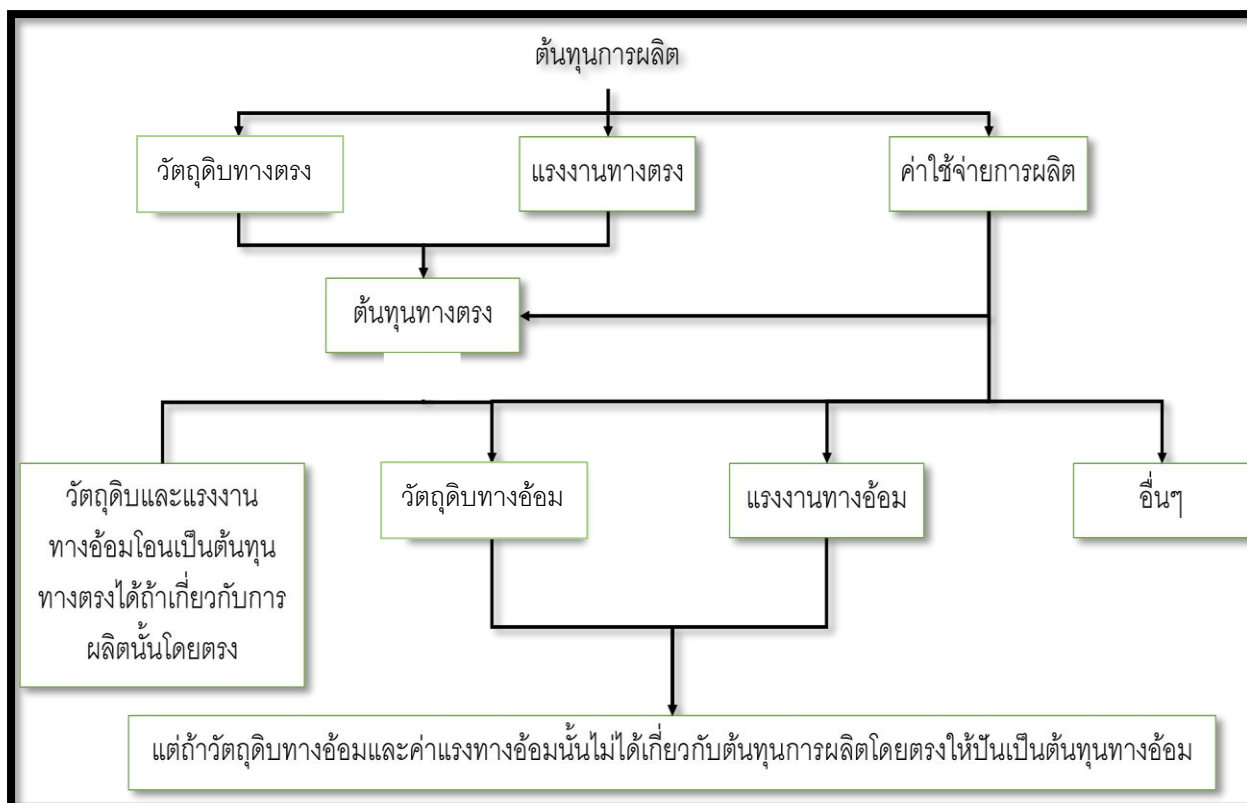 ต้นทุนการผลิต
วัตถุดิบทางตรง
แรงงานทางตรง
ค่าใช้จ่ายการผลิต
ต้นทุนทางตรง
วัตถุดิบและแรงงาน
ทางอ้อมโอนเป็นต้นทุน
ทางตรงได้ถ้าเกี่ยวกับการ
ผลิตนั้นโดยตรง
วัตถุดิบทางอ้อม
แรงงานทางอ้อม
อื่นๆ
แต่ถ้าวัตถุดิบทางอ้อมและค่าแรงทางอ้อมนั้นไม่ได้เกี่ยวกับต้นทุนการผลิตโดยตรงให้ปันเป็นต้นทุนทางอ้อม